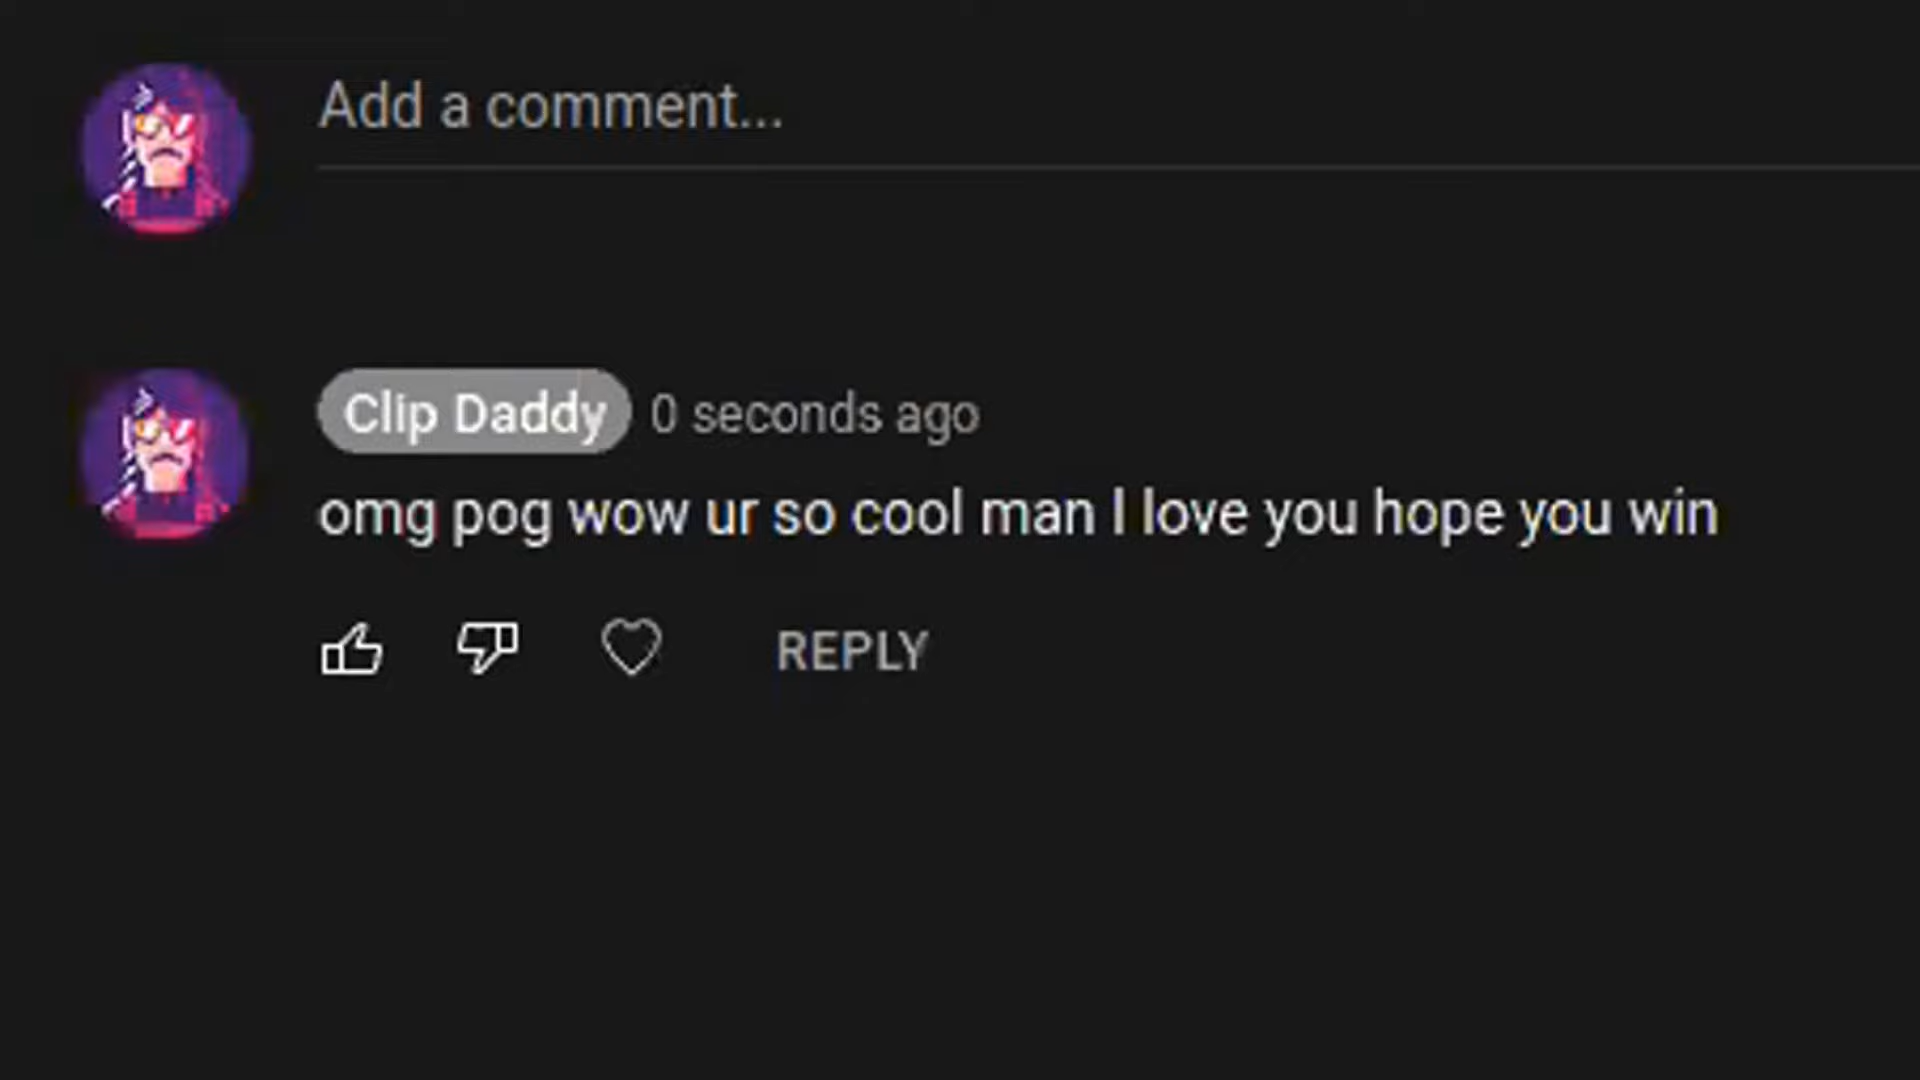 Add a comment...
Clip Daddy 0 seconds ago
omg pog wow ur so cool man I love you hope you win
REPLY